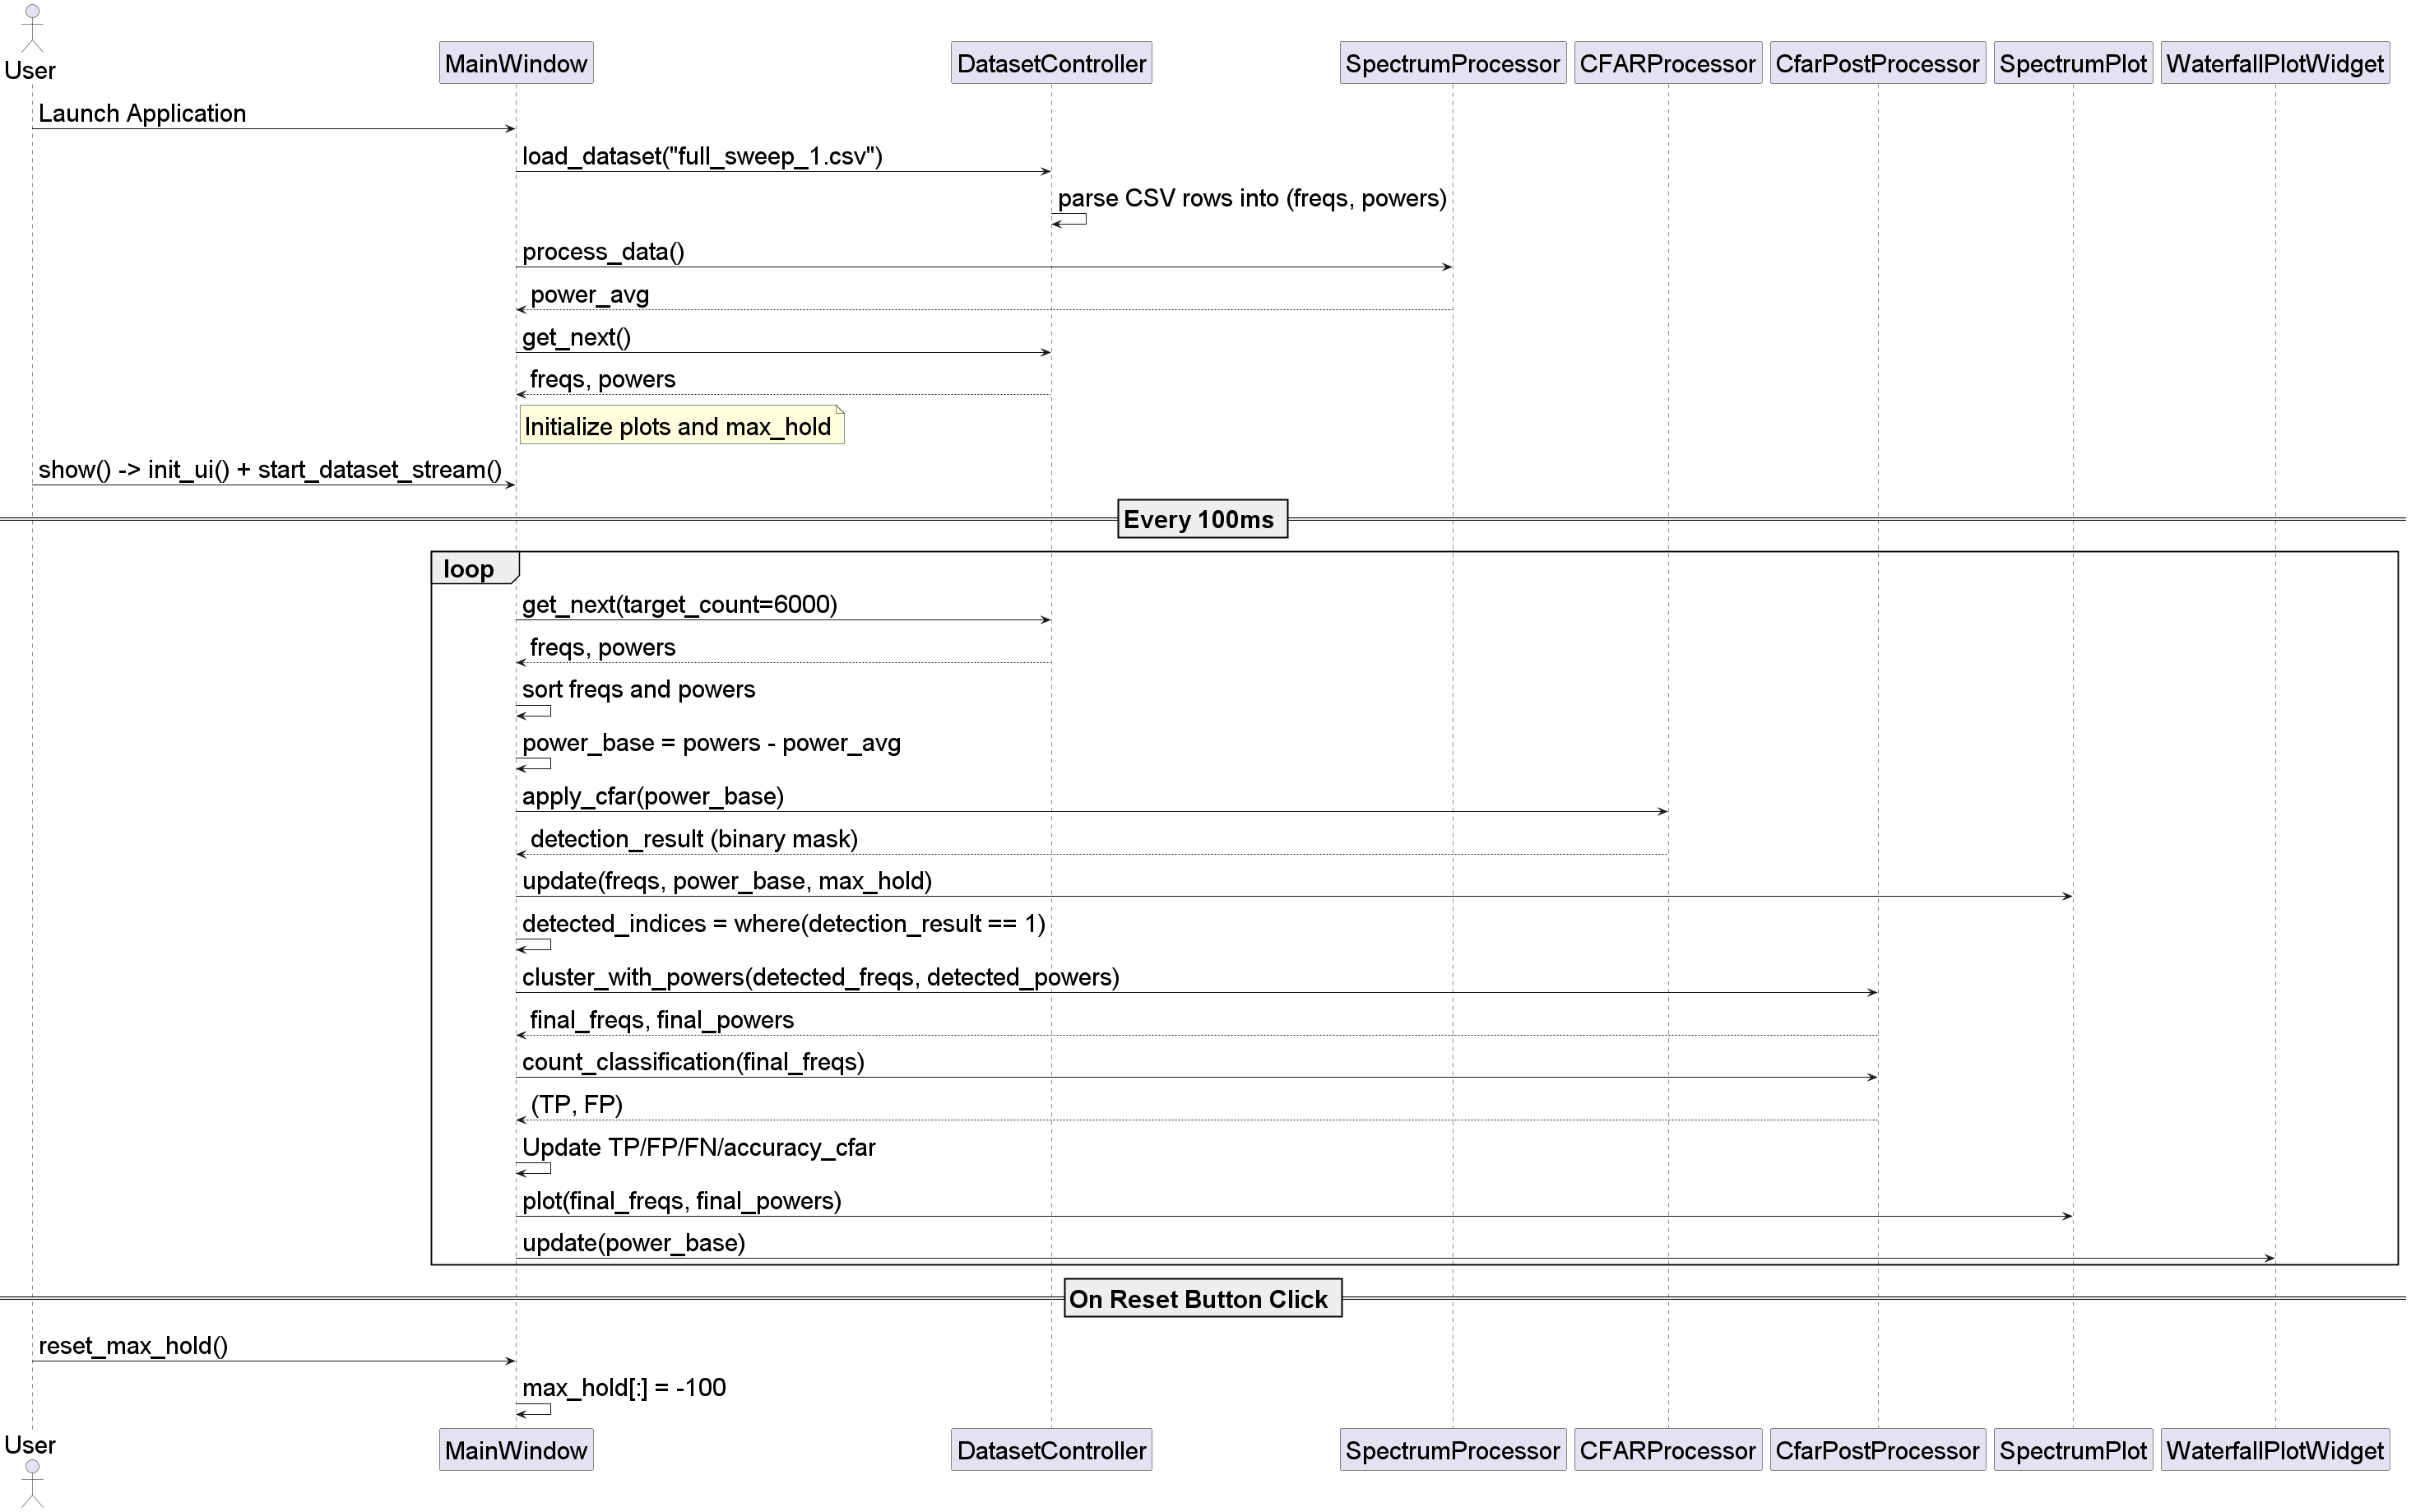 User
MainWindow
DatasetController
SpectrumProcessor
CFARProcessor
CfarPostProcessor
SpectrumPlot
WaterfallPlotWidget
Launch Application
load_dataset("full_sweep_1.csv")
parse CSV rows into (freqs, powers)
process_data()
power_avg
get_next()
freqs, powers
Initialize plots and max_hold
show() -> init_ui() + start_dataset_stream()
Every 100ms
loop
get_next(target_count=6000)
freqs, powers
sort freqs and powers
power_base = powers - power_avg
apply_cfar(power_base)
detection_result (binary mask)
update(freqs, power_base, max_hold)
detected_indices = where(detection_result == 1)
cluster_with_powers(detected_freqs, detected_powers)
final_freqs, final_powers
count_classification(final_freqs)
(TP, FP)
Update TP/FP/FN/accuracy_cfar
plot(final_freqs, final_powers)
update(power_base)
On Reset Button Click
reset_max_hold()
max_hold[:] = -100
User
MainWindow
DatasetController
SpectrumProcessor
CFARProcessor
CfarPostProcessor
SpectrumPlot
WaterfallPlotWidget